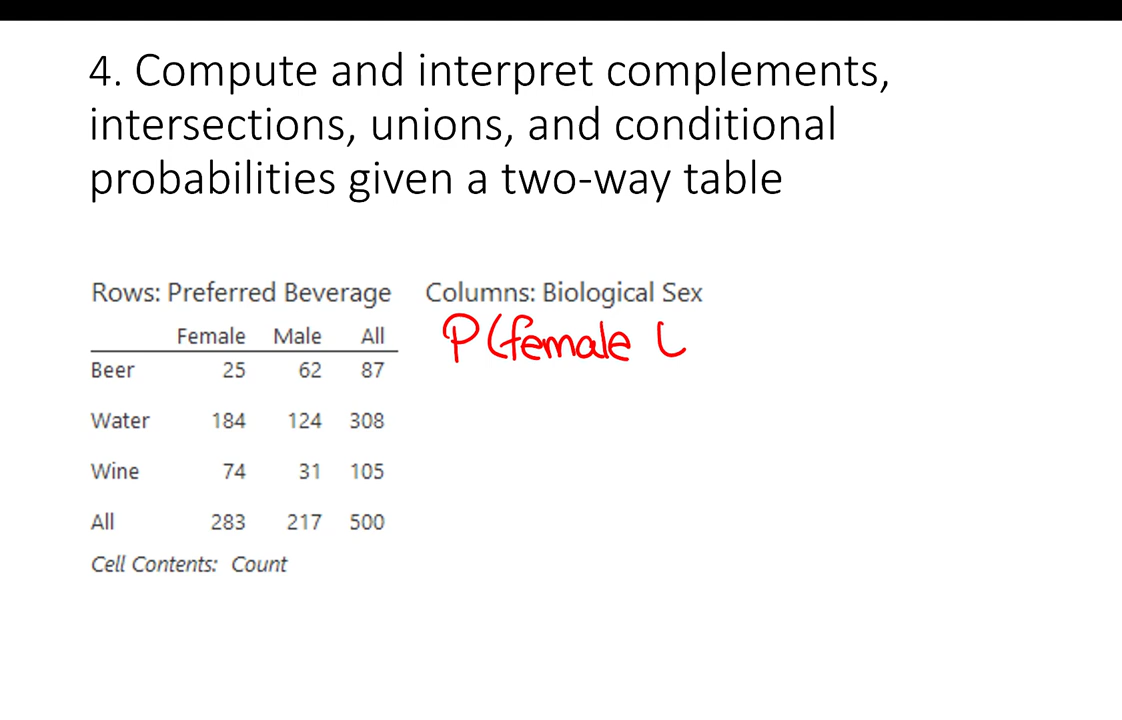 4. Compute and interpret complements,
intersections, unions, and conditional
probabilities given a two-way table
Rows: Preferred Beverage Columns: Biological Sex
Female Male All
Beer 25 62 87
Water 184 124 308
Wine 74 31 105
All 283 217 500
Cell Contents: Count
P(female